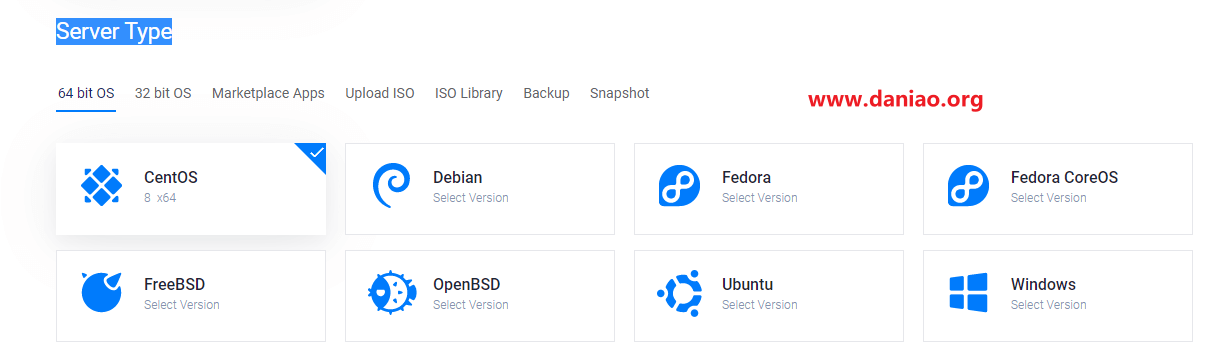 Server Type
64 bit OS 32 bit OS Marketplace Apps Upload ISO ISO Library Backup Snapshot
www.daniao.org
CentOS
8 x64
Debian
Select Version
Fedora
Select Version
Fedora CoreOS
Select Version
FreeBSD
Select Version
OpenBSD
Select Version
Ubuntu
Select Version
Windows
Select Version